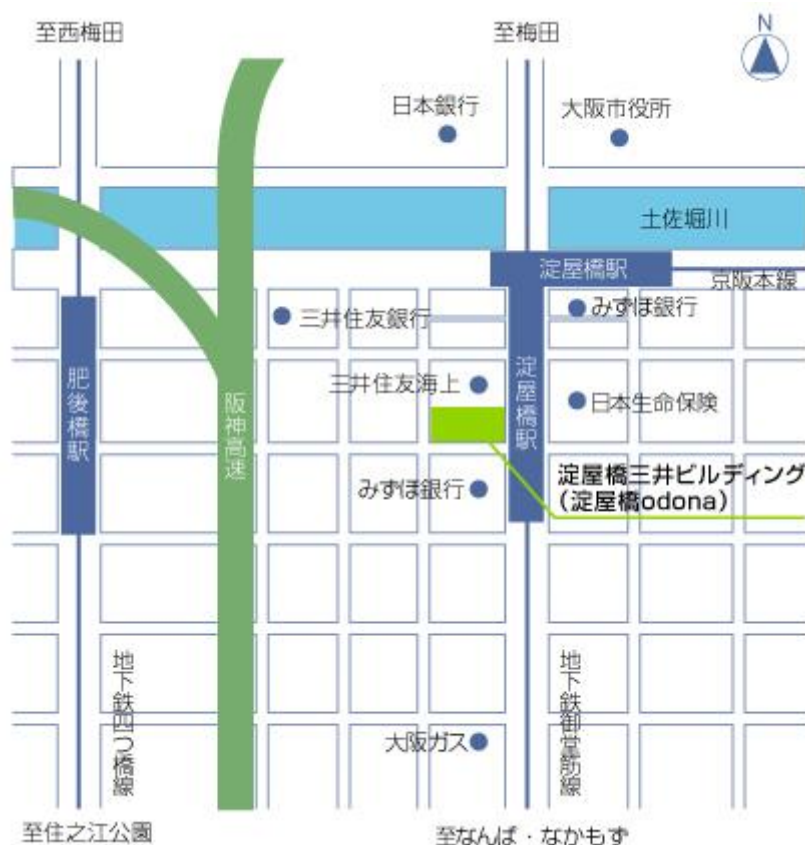 至西梅田
至梅田
N
日本銀行
大阪市役所
土佐堀川
淀屋橋駅
京阪本線
三井住友銀行
みずほ銀行
肥後橋駅
阪神高速
三井住友海上
淀屋橋駅
日本生命保険
淀屋橋三井ビルディング
(淀屋橋odona)
みずほ銀行
地下鉄四つ橋線
地下鉄御堂筋線
大阪ガス
至住之江公園
至なんば・なかもず